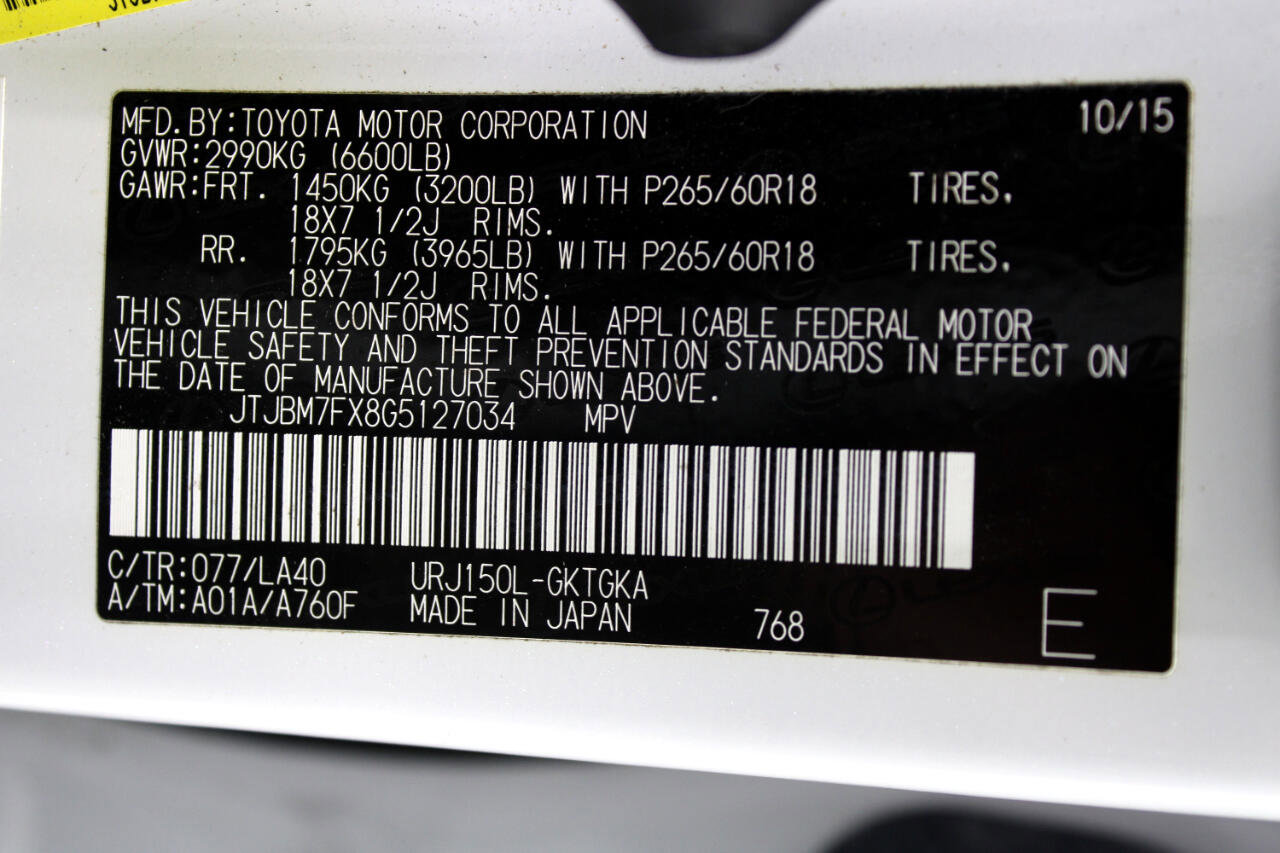 MFD.BY:TOYOTA MOTOR CORPORATION 10/15
GVWR:2990KG (6600LB)
GAWR:FRT. 1450KG (3200LB) WITH P265/60R18 TIRES.
18X7 1/2J RIMS.
RR. 1795KG (3965LB) WITH P265/60R18 TIRES.
18X7 1/2J RIMS.
THIS VEHICLE CONFORMS TO ALL APPLICABLE FEDERAL MOTOR
VEHICLE SAFETY AND THEFT PREVENTION STANDARDS IN EFFECT ON
THE DATE OF MANUFACTURE SHOWN ABOVE.
JTJBM7FX8G5127034 MPV
C/TR:077/LA40 URJ150L-GKTGKA
A/TM:A01A/A760F MADE IN JAPAN 768 E